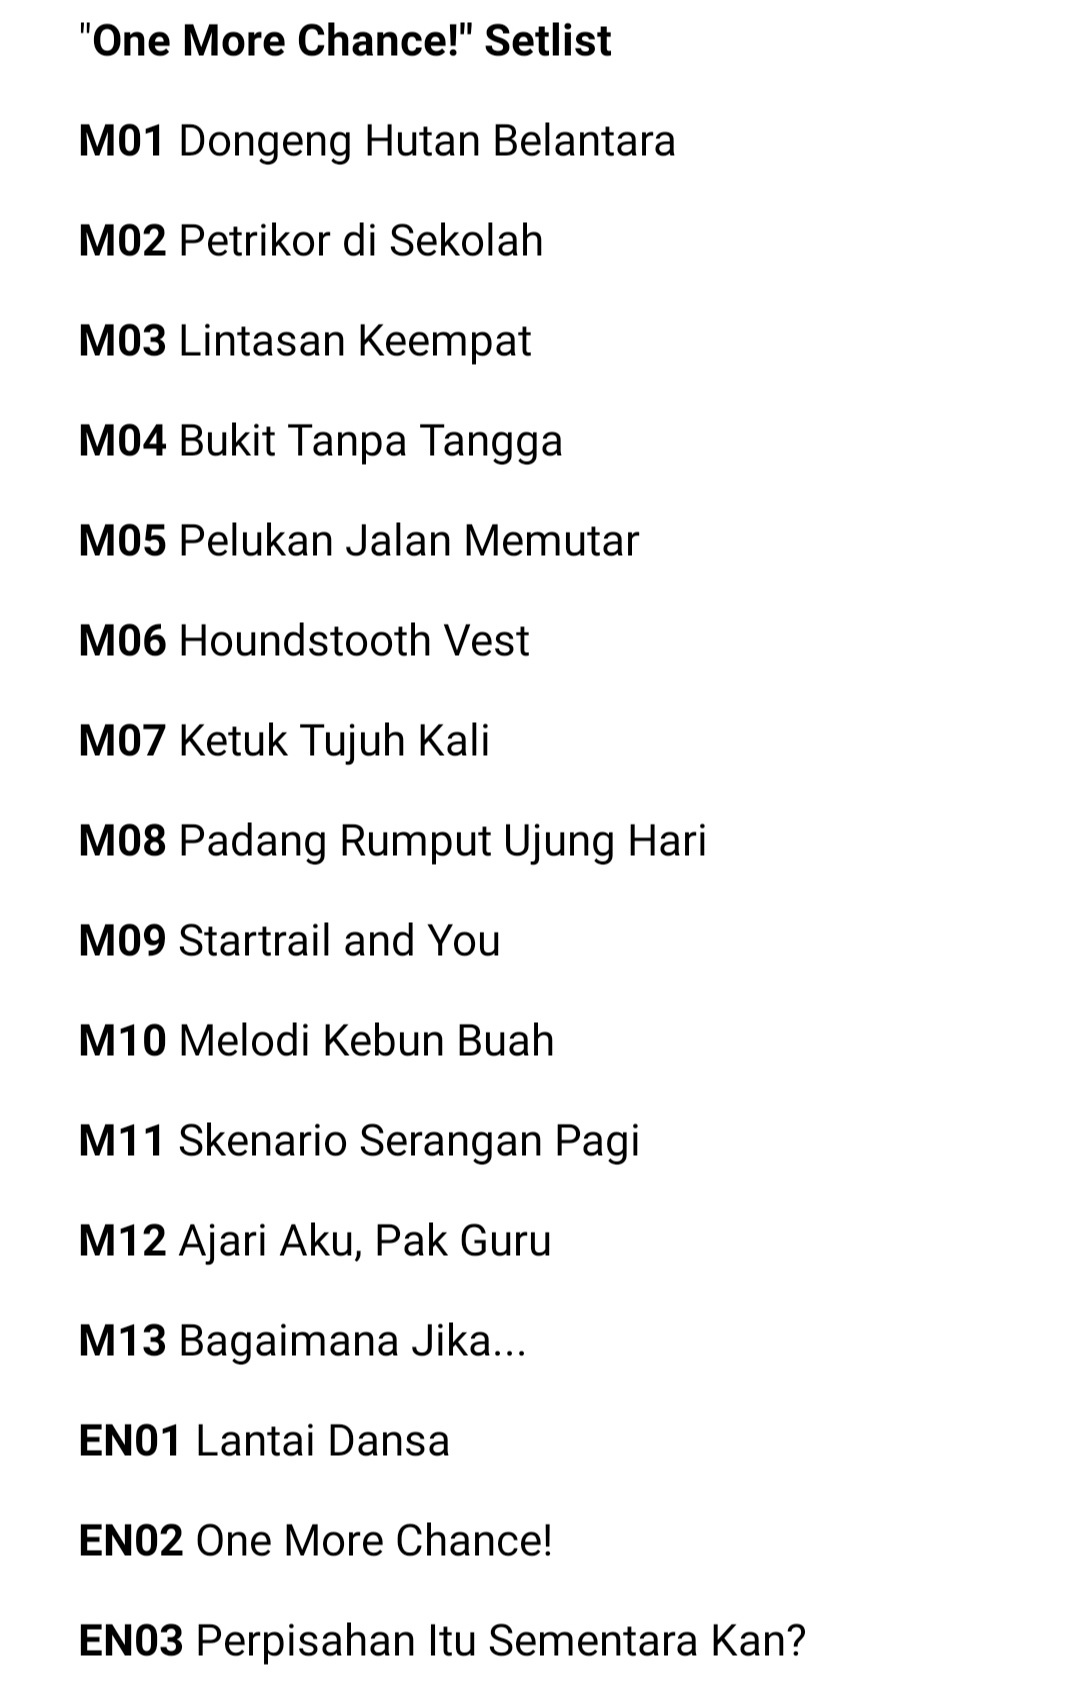 "One More Chance!" Setlist
M01 Dongeng Hutan Belantara
M02 Petrikor di Sekolah
M03 Lintasan Keempat
M04 Bukit Tanpa Tangga
M05 Pelukan Jalan Memutar
M06 Houndstooth Vest
M07 Ketuk Tujuh Kali
M08 Padang Rumput Ujung Hari
M09 Startrail and You
M10 Melodi Kebun Buah
M11 Skenario Serangan Pagi
M12 Ajari Aku, Pak Guru
M13 Bagaimana Jika...
EN01 Lantai Dansa
EN02 One More Chance!
EN03 Perpisahan Itu Sementara Kan?